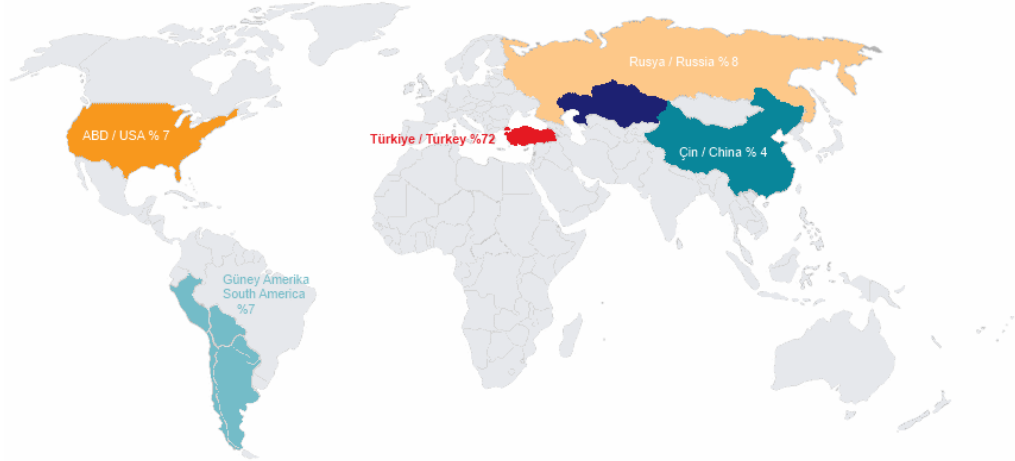 Rusya / Russia % 8
ABD / USA % 7
Türkiye / Turkey %72
Çin / China % 4
Güney Amerika
South America
%7